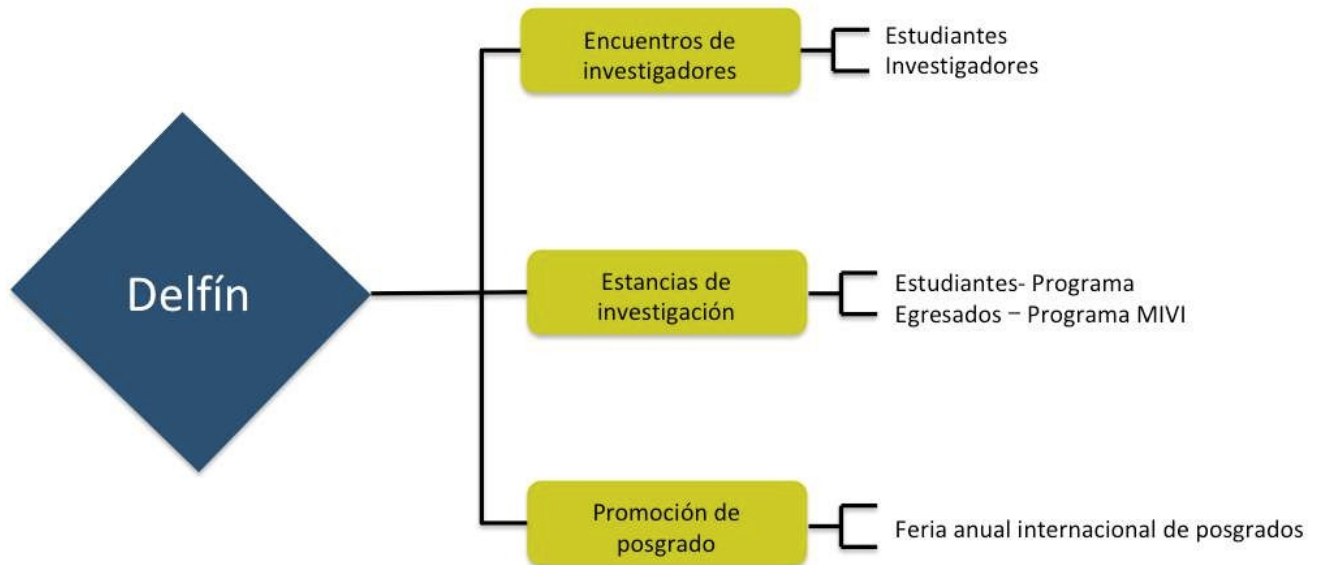 Delfín
Encuentros de
investigadores
Estudiantes
Investigadores
Estancias de
investigación
Estudiantes- Programa
Egresados – Programa MIVI
Promoción de
posgrado
Feria anual internacional de posgrados